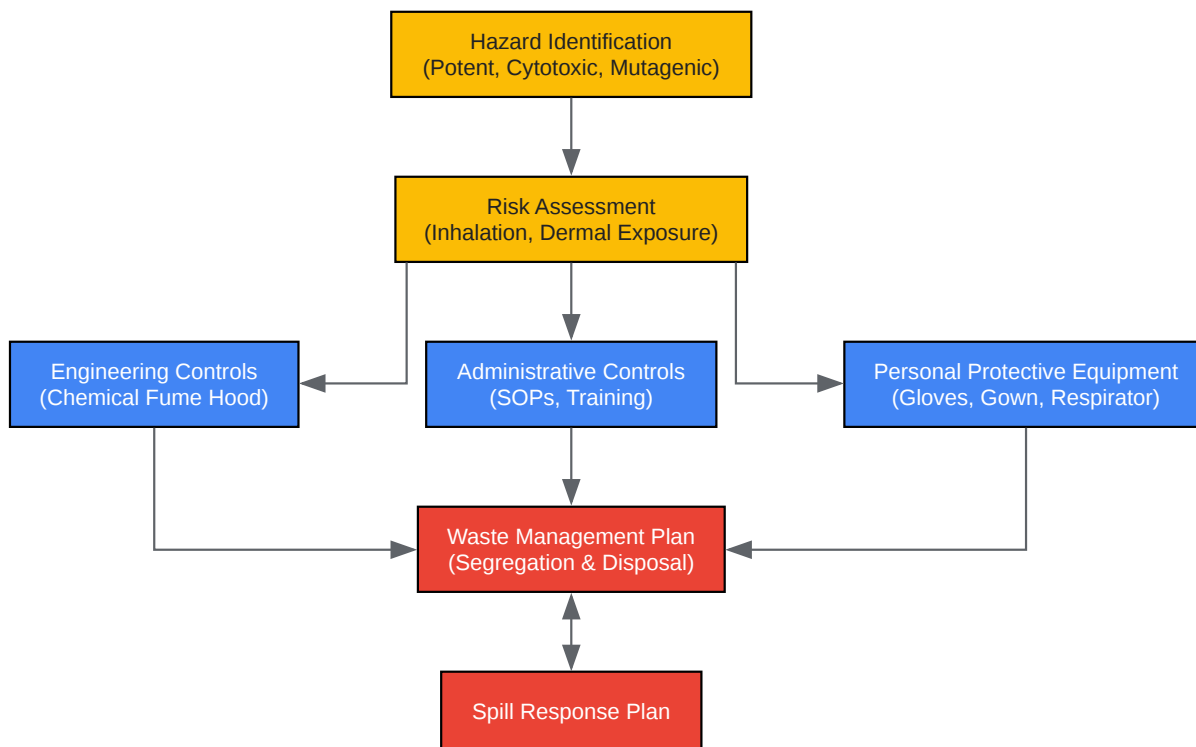 Hazard Identification
(Potent, Cytotoxic, Mutagenic)
Risk Assessment
(Inhalation, Dermal Exposure)
Engineering Controls
(Chemical Fume Hood)
Administrative Controls
(SOPs, Training)
Personal Protective Equipment
(Gloves, Gown, Respirator)
Waste Management Plan
(Segregation & Disposal)
Spill Response Plan